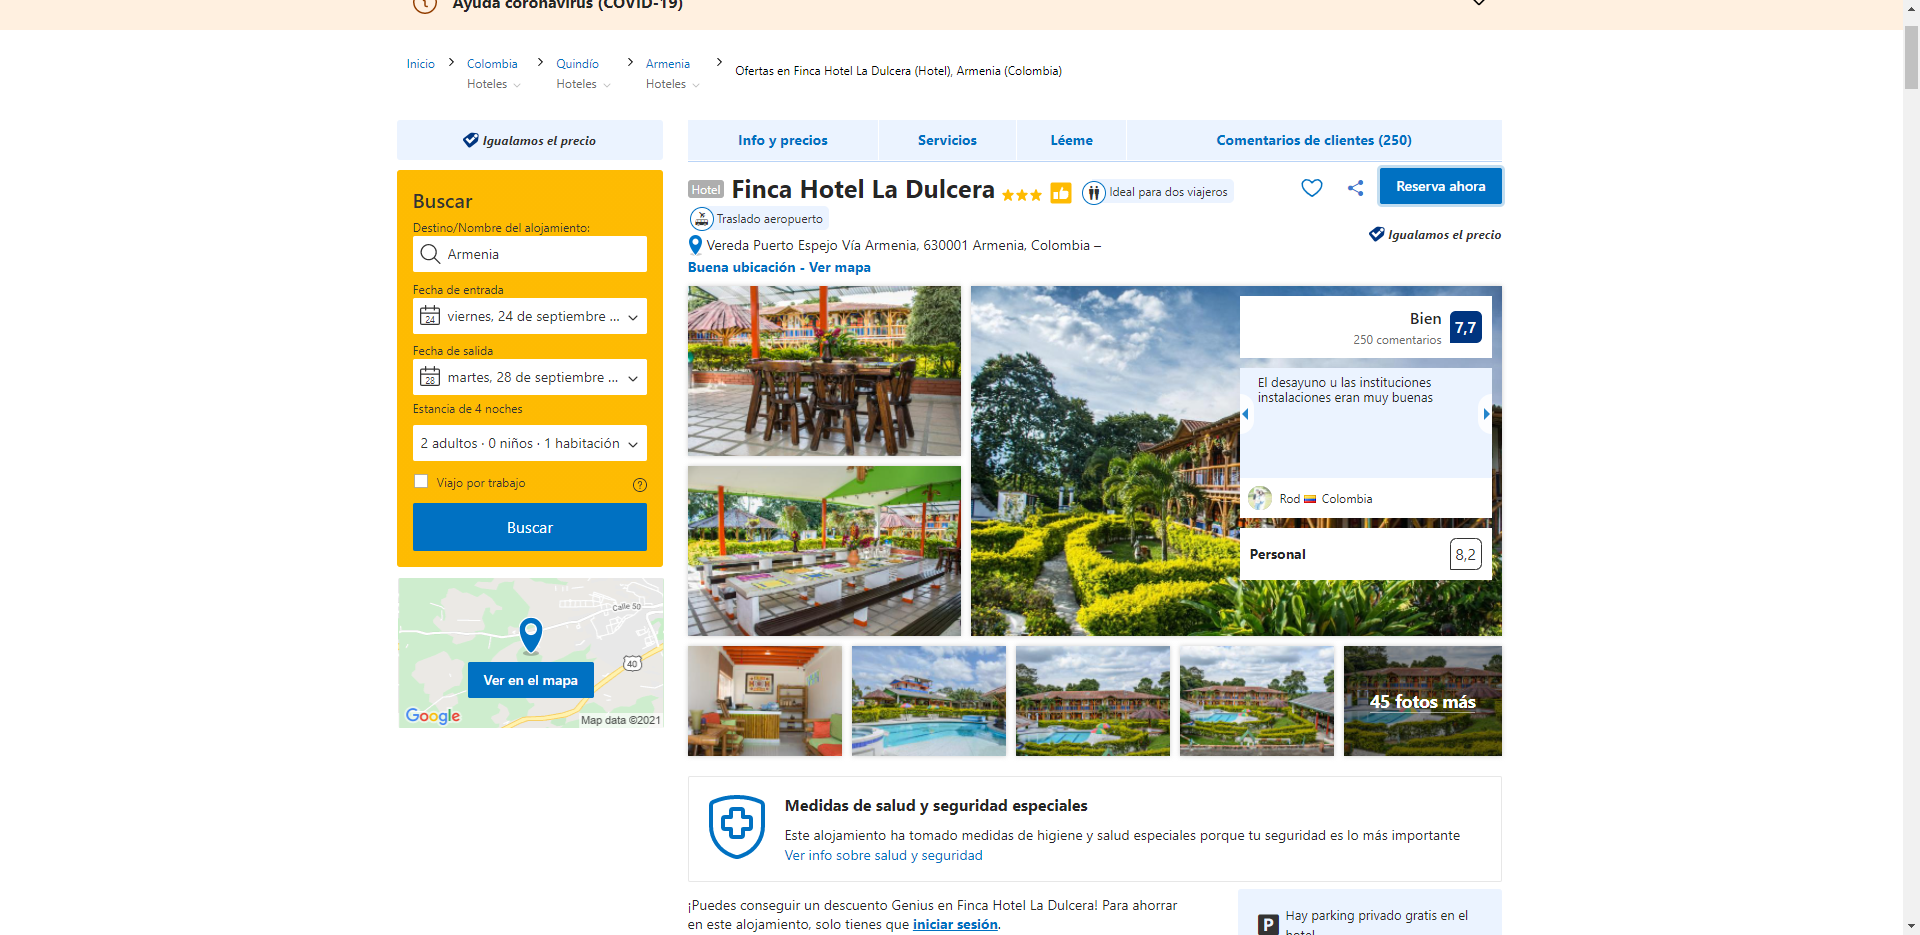 Ayuda coronavirus (COVID-19)
Inicio
Colombia
Hoteles
Quindío
Hoteles
Armenia
Hoteles
Ofertas en Finca Hotel La Dulcera (Hotel), Armenia (Colombia)
Igualamos el precio
Buscar
Destino/Nombre del alojamiento:
Armenia
Fecha de entrada
24
viernes, 24 de septiembre ...
Fecha de salida
28
martes, 28 de septiembre ...
Estancia de 4 noches
2 adultos · 0 niños · 1 habitación
Viajo por trabajo
?
Buscar
Calle 50
40
Ver en el mapa
Google
Map data ©2021
Info y precios
Servicios
Léeme
Comentarios de clientes (250)
Hotel Finca Hotel La Dulcera
Ideal para dos viajeros
Reserva ahora
Traslado aeropuerto
Vereda Puerto Espejo Vía Armenia, 630001 Armenia, Colombia –
Buena ubicación - Ver mapa
Igualamos el precio
Bien
250 comentarios
7,7
El desayuno u las instituciones
instalaciones eran muy buenas
Rod Colombia
Personal
8,2
45 fotos más
Medidas de salud y seguridad especiales
Este alojamiento ha tomado medidas de higiene y salud especiales porque tu seguridad es lo más importante
Ver info sobre salud y seguridad
¡Puedes conseguir un descuento Genius en Finca Hotel La Dulcera! Para ahorrar
en este alojamiento, solo tienes que iniciar sesión.
P
Hay parking privado gratis en el
hotel